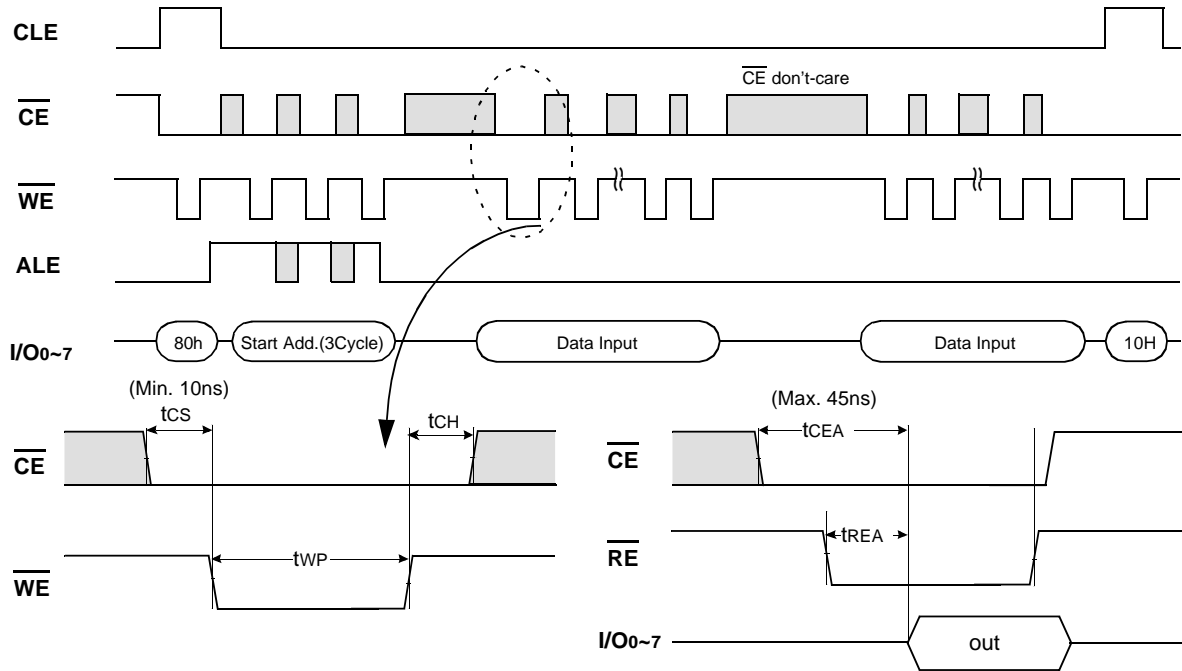 CLE
CE don't-care
CE
WE
ALE
I/O0~7
80h
Start Add.(3Cycle)
Data Input
Data Input
10H
(Min. 10ns)
tCS
tCH
CE
tWP
WE
(Max. 45ns)
tCEA
CE
tREA
RE
I/O0~7
out